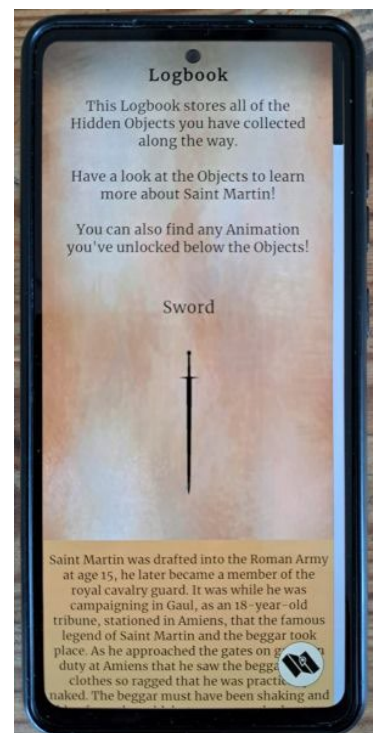 Logbook
This Logbook stores all of the
Hidden Objects you have collected
along the way.
Have a look at the Objects to learn
more about Saint Martin!
You can also find any Animation
you've unlocked below the Objects!
Sword
Saint Martin was drafted into the Roman Army
at age 15, he later became a member of the
royal cavalry guard. It was while he was
campaigning in Gaul, as an 18-year-old
tribune, stationed in Amiens, that the famous
legend of Saint Martin and the beggar took
place. As he approached the gates on
duty at Amiens that he saw the
clothes so ragged that he was
naked. The beggar must have been shaking and